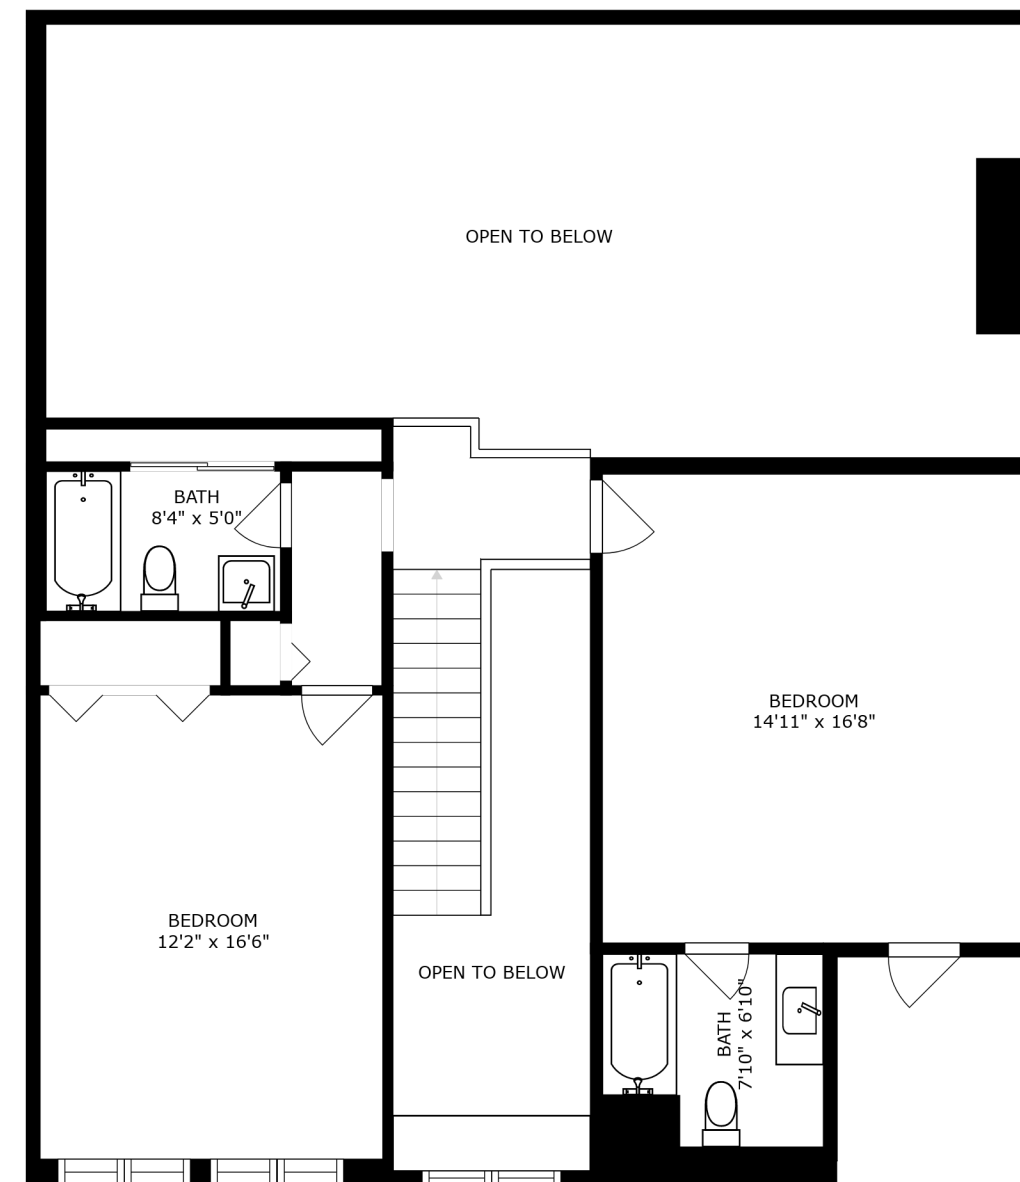 OPEN TO BELOW
BATH
8'4" x 5'0"
BEDROOM
14'11" x 16'8"
BEDROOM
12'2" x 16'6"
OPEN TO BELOW
BATH
7'10" x 6'10"